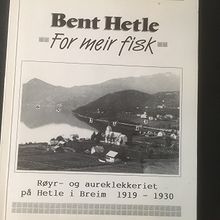 Bent Hetle
For meir fisk
Røyr- og aureklekkeriet
på Hetle i Breim 1919 - 1930